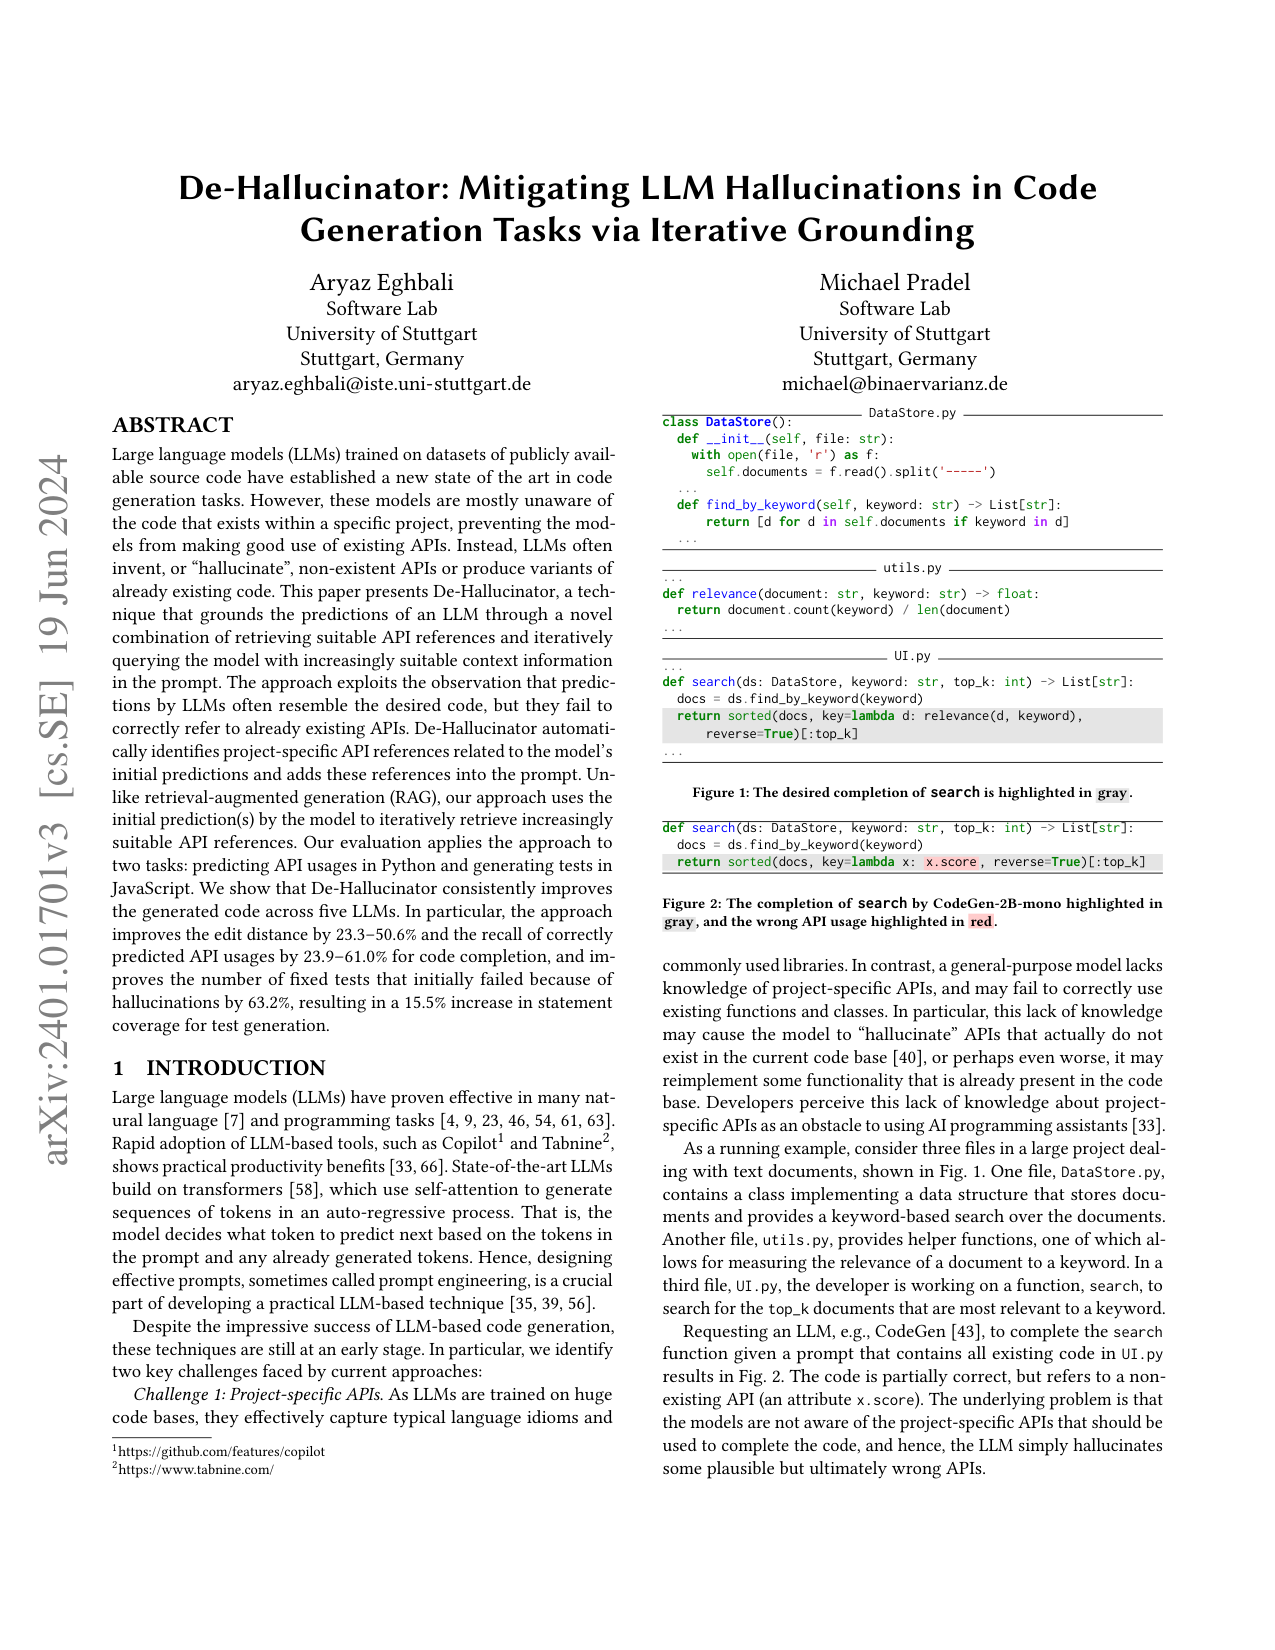 arXiv:2401.01701v3 [cs.SE] 19 Jun 2024
De-Hallucinator: Mitigating LLM Hallucinations in Code
Generation Tasks via Iterative Grounding
Aryaz Eghbali
Software Lab
University of Stuttgart
Stuttgart, Germany
aryaz.eghbali@iste.uni-stuttgart.de
Michael Pradel
Software Lab
University of Stuttgart
Stuttgart, Germany
michael@binaervarianz.de
ABSTRACT
Large language models (LLMs) trained on datasets of publicly avail-
able source code have established a new state of the art in code
generation tasks. However, these models are mostly unaware of
the code that exists within a specific project, preventing the mod-
els from making good use of existing APIs. Instead, LLMs often
invent, or “hallucinate”, non-existent APIs or produce variants of
already existing code. This paper presents De-Hallucinator, a tech-
nique that grounds the predictions of an LLM through a novel
combination of retrieving suitable API references and iteratively
querying the model with increasingly suitable context information
in the prompt. The approach exploits the observation that predic-
tions by LLMs often resemble the desired code, but they fail to
correctly refer to already existing APIs. De-Hallucinator automati-
cally identifies project-specific API references related to the model’s
initial predictions and adds these references into the prompt. Un-
like retrieval-augmented generation (RAG), our approach uses the
initial prediction(s) by the model to iteratively retrieve increasingly
suitable API references. Our evaluation applies the approach to
two tasks: predicting API usages in Python and generating tests in
JavaScript. We show that De-Hallucinator consistently improves
the generated code across five LLMs. In particular, the approach
improves the edit distance by 23.3–50.6% and the recall of correctly
predicted API usages by 23.9–61.0% for code completion, and im-
proves the number of fixed tests that initially failed because of
hallucinations by 63.2%, resulting in a 15.5% increase in statement
coverage for test generation.
1 INTRODUCTION
Large language models (LLMs) have proven effective in many nat-
ural language [7] and programming tasks [4, 9, 23, 46, 54, 61, 63].
Rapid adoption of LLM-based tools, such as Copilot1 and Tabnine2,
shows practical productivity benefits [33, 66]. State-of-the-art LLMs
build on transformers [58], which use self-attention to generate
sequences of tokens in an auto-regressive process. That is, the
model decides what token to predict next based on the tokens in
the prompt and any already generated tokens. Hence, designing
effective prompts, sometimes called prompt engineering, is a crucial
part of developing a practical LLM-based technique [35, 39, 56].
Despite the impressive success of LLM-based code generation,
these techniques are still at an early stage. In particular, we identify
two key challenges faced by current approaches:
Challenge 1: Project-specific APIs. As LLMs are trained on huge
code bases, they effectively capture typical language idioms and
1https://github.com/features/copilot
2https://www.tabnine.com/
DataStore.py
class DataStore():
  def __init__(self, file: str):
    with open(file, 'r') as f:
      self.documents = f.read().split('-----')
  ...
  def find_by_keyword(self, keyword: str) -> List[str]:
      return [d for d in self.documents if keyword in d]
  ...
utils.py
...
def relevance(document: str, keyword: str) -> float:
  return document.count(keyword) / len(document)
...
UI.py
...
def search(ds: DataStore, keyword: str, top_k: int) -> List[str]:
  docs = ds.find_by_keyword(keyword)
  return sorted(docs, key=lambda d: relevance(d, keyword),
      reverse=True)[:top_k]
...
Figure 1: The desired completion of search is highlighted in gray.
def search(ds: DataStore, keyword: str, top_k: int) -> List[str]:
  docs = ds.find_by_keyword(keyword)
  return sorted(docs, key=lambda x: x.score, reverse=True)[:top_k]
Figure 2: The completion of search by CodeGen-2B-mono highlighted in
gray, and the wrong API usage highlighted in red.
commonly used libraries. In contrast, a general-purpose model lacks
knowledge of project-specific APIs, and may fail to correctly use
existing functions and classes. In particular, this lack of knowledge
may cause the model to “hallucinate” APIs that actually do not
exist in the current code base [40], or perhaps even worse, it may
reimplement some functionality that is already present in the code
base. Developers perceive this lack of knowledge about project-
specific APIs as an obstacle to using AI programming assistants [33].
As a running example, consider three files in a large project deal-
ing with text documents, shown in Fig. 1. One file, DataStore.py,
contains a class implementing a data structure that stores docu-
ments and provides a keyword-based search over the documents.
Another file, utils.py, provides helper functions, one of which al-
lows for measuring the relevance of a document to a keyword. In a
third file, UI.py, the developer is working on a function, search, to
search for the top_k documents that are most relevant to a keyword.
Requesting an LLM, e.g., CodeGen [43], to complete the search
function given a prompt that contains all existing code in UI.py
results in Fig. 2. The code is partially correct, but refers to a non-
existing API (an attribute x.score). The underlying problem is that
the models are not aware of the project-specific APIs that should be
used to complete the code, and hence, the LLM simply hallucinates
some plausible but ultimately wrong APIs.